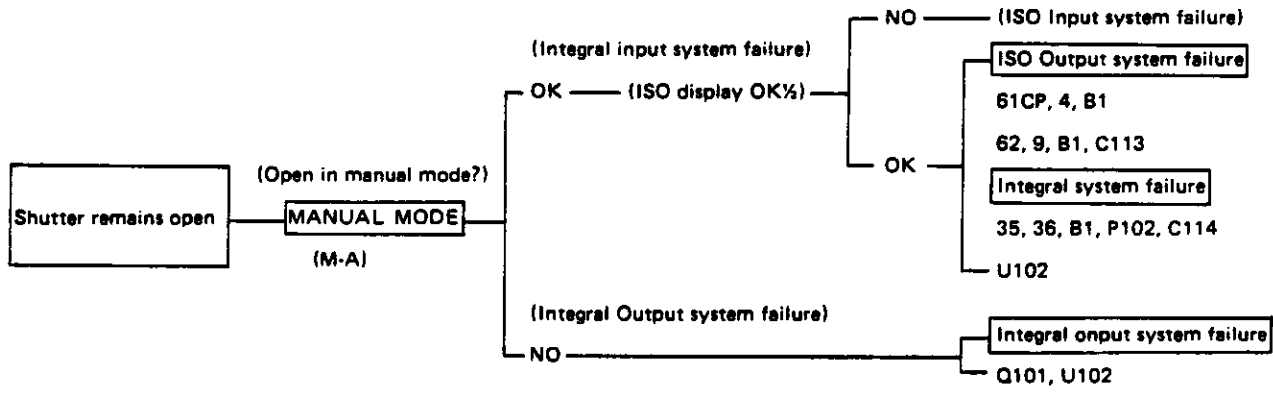 NO
(ISO Input system failure)
(Integral input system failure)
ISO Output system failure
OK
(ISO display OK½)
61CP, 4, B1
62, 9, B1, C113
(Open in manual mode?)
OK
Integral system failure
Shutter remains open
MANUAL MODE
35, 36, B1, P102, C114
(M-A)
U102
(Integral Output system failure)
Integral onput system failure
NO
Q101, U102